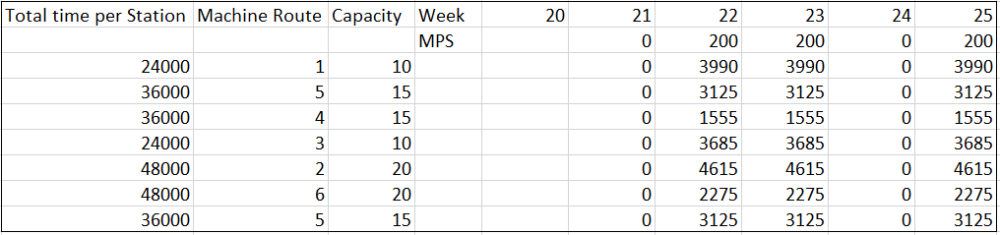 Total time per Station Machine Route Capacity Week 20 21 22 23 24 25
MPS 0 200 200 0 200
24000 1 10 0 3990 3990 0 3990
36000 5 15 0 3125 3125 0 3125
36000 4 15 0 1555 1555 0 1555
24000 3 10 0 3685 3685 0 3685
48000 2 20 0 4615 4615 0 4615
48000 6 20 0 2275 2275 0 2275
36000 5 15 0 3125 3125 0 3125